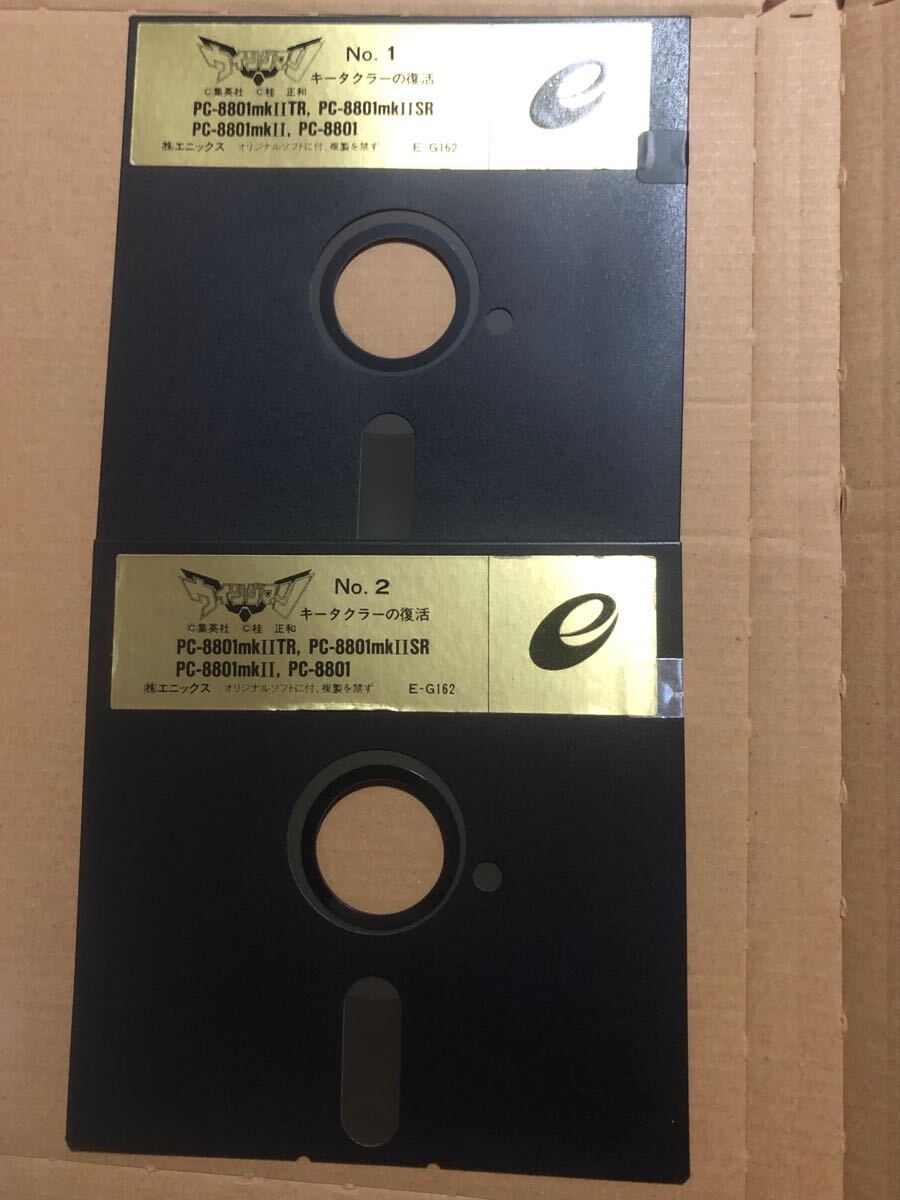 ウイングマン
No. 1
キータクラーの復活
C集英社 C桂 正和
PC-8801mkIITR, PC-8801mkIISR
PC-8801mkII, PC-8801
(株)エニックス オリジナルソフトに付、複製を禁ず E-G162
e
ウイングマン
No. 2
キータクラーの復活
C集英社 C桂 正和
PC-8801mkIITR, PC-8801mkIISR
PC-8801mkII, PC-8801
(株)エニックス オリジナルソフトに付、複製を禁ず E-G162
e